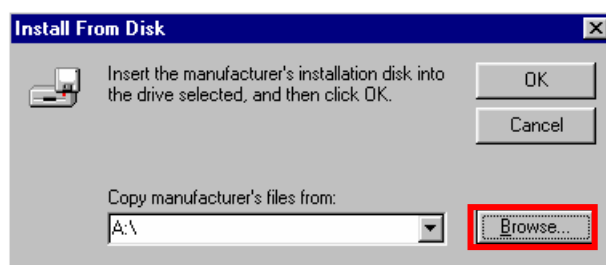 Install From Disk
Insert the manufacturer's installation disk into
the drive selected, and then click OK.
OK
Cancel
Copy manufacturer's files from:
A:\
Browse...